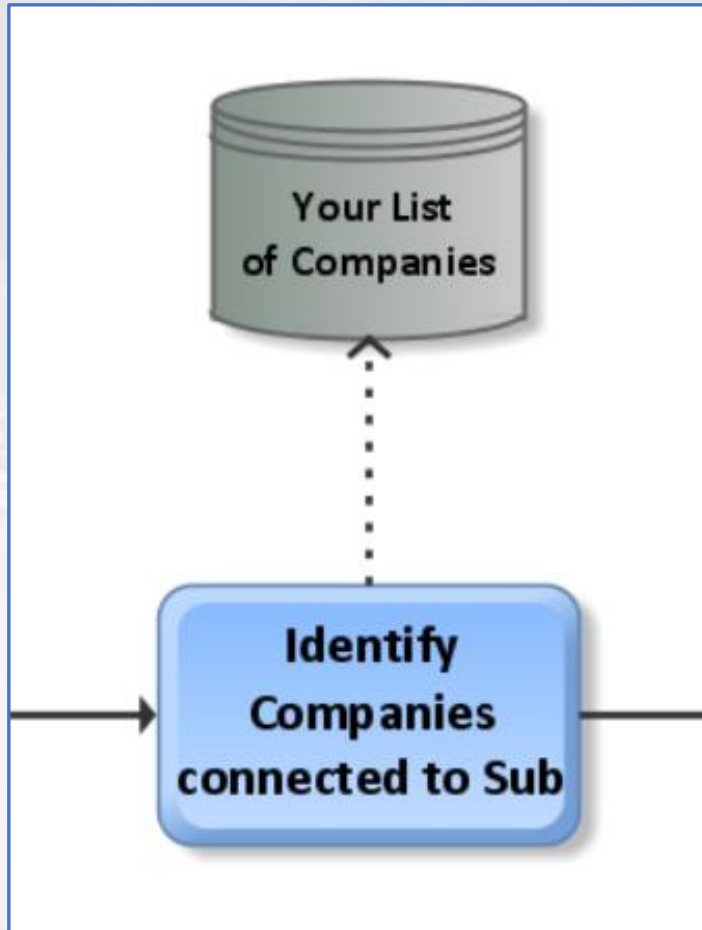 Your List
of Companies
Identify
Companies
connected to Sub